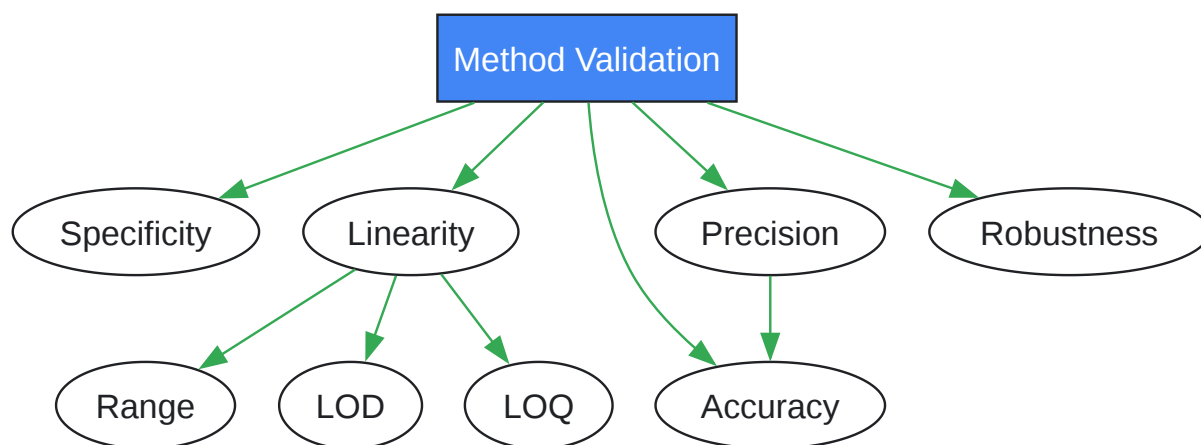 Method Validation
Specificity
Linearity
Precision
Robustness
Range
LOD
LOQ
Accuracy